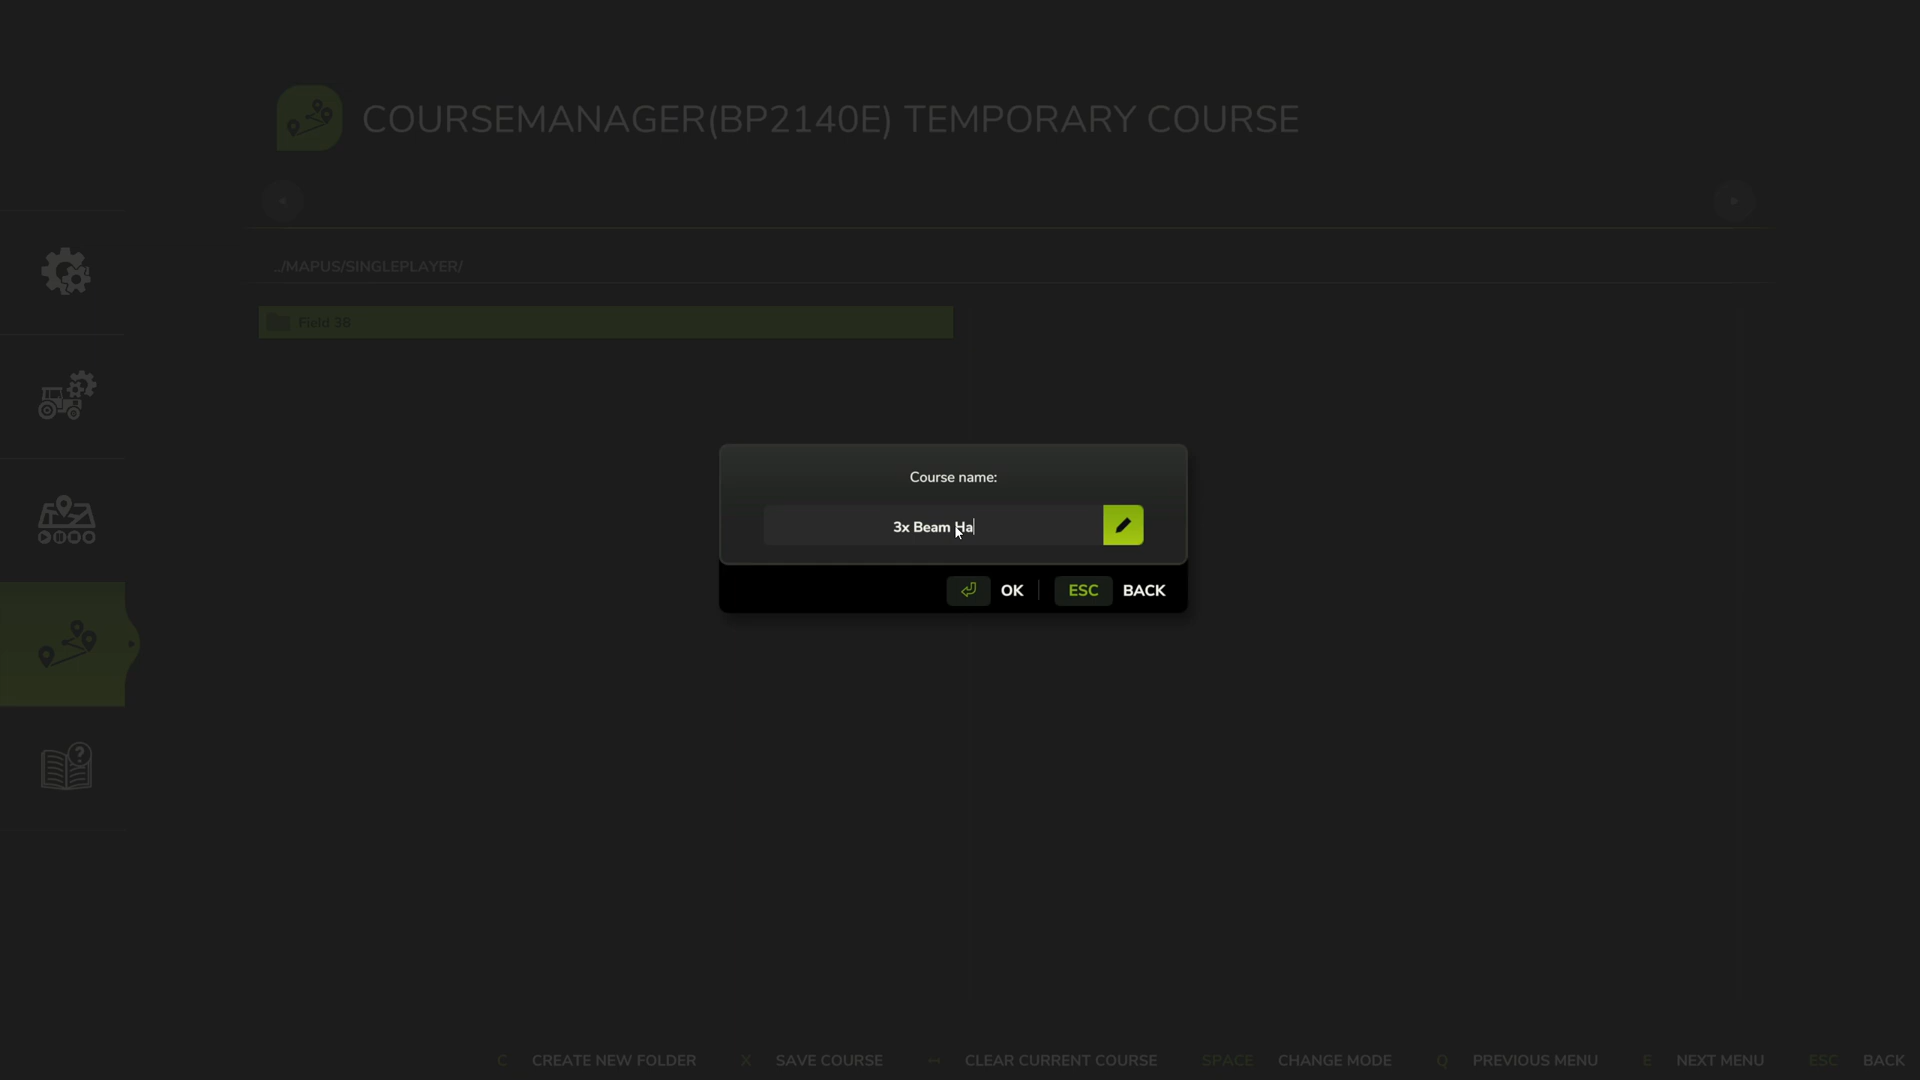 COURSEMANAGER(BP2140E) TEMPORARY COURSE
../MAPUS/SINGLEPLAYER/
Field 38
Course name:
3x Beam Ha
OK
ESC BACK
C CREATE NEW FOLDER X SAVE COURSE CLEAR CURRENT COURSE SPACE CHANGE MODE Q PREVIOUS MENU E NEXT MENU ESC BACK